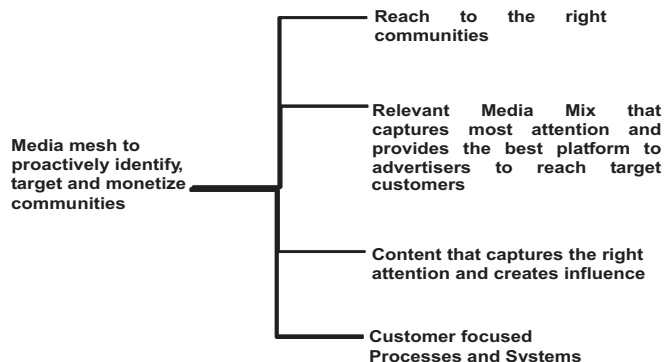 Media mesh to
proactively identify,
target and monetize
communities
Reach to the right
communities
Relevant Media Mix that
captures most attention and
provides the best platform to
advertisers to reach target
customers
Content that captures the right
attention and creates influence
Customer focused
Processes and Systems